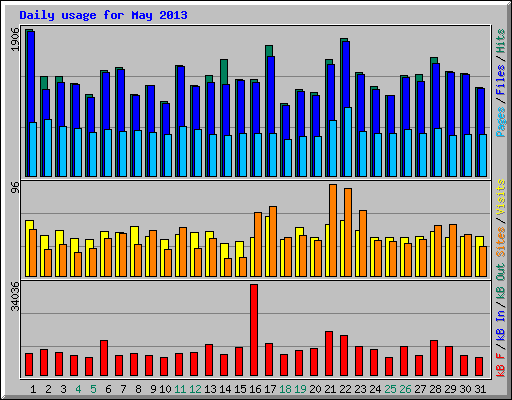 Daily usage for May 2013
1906
Pages / Files / Hits
96
Sites / Visits
34036
kB F / kB In / kB Out
1 2 3 4 5 6 7 8 9 10 11 12 13 14 15 16 17 18 19 20 21 22 23 24 25 26 27 28 29 30 31